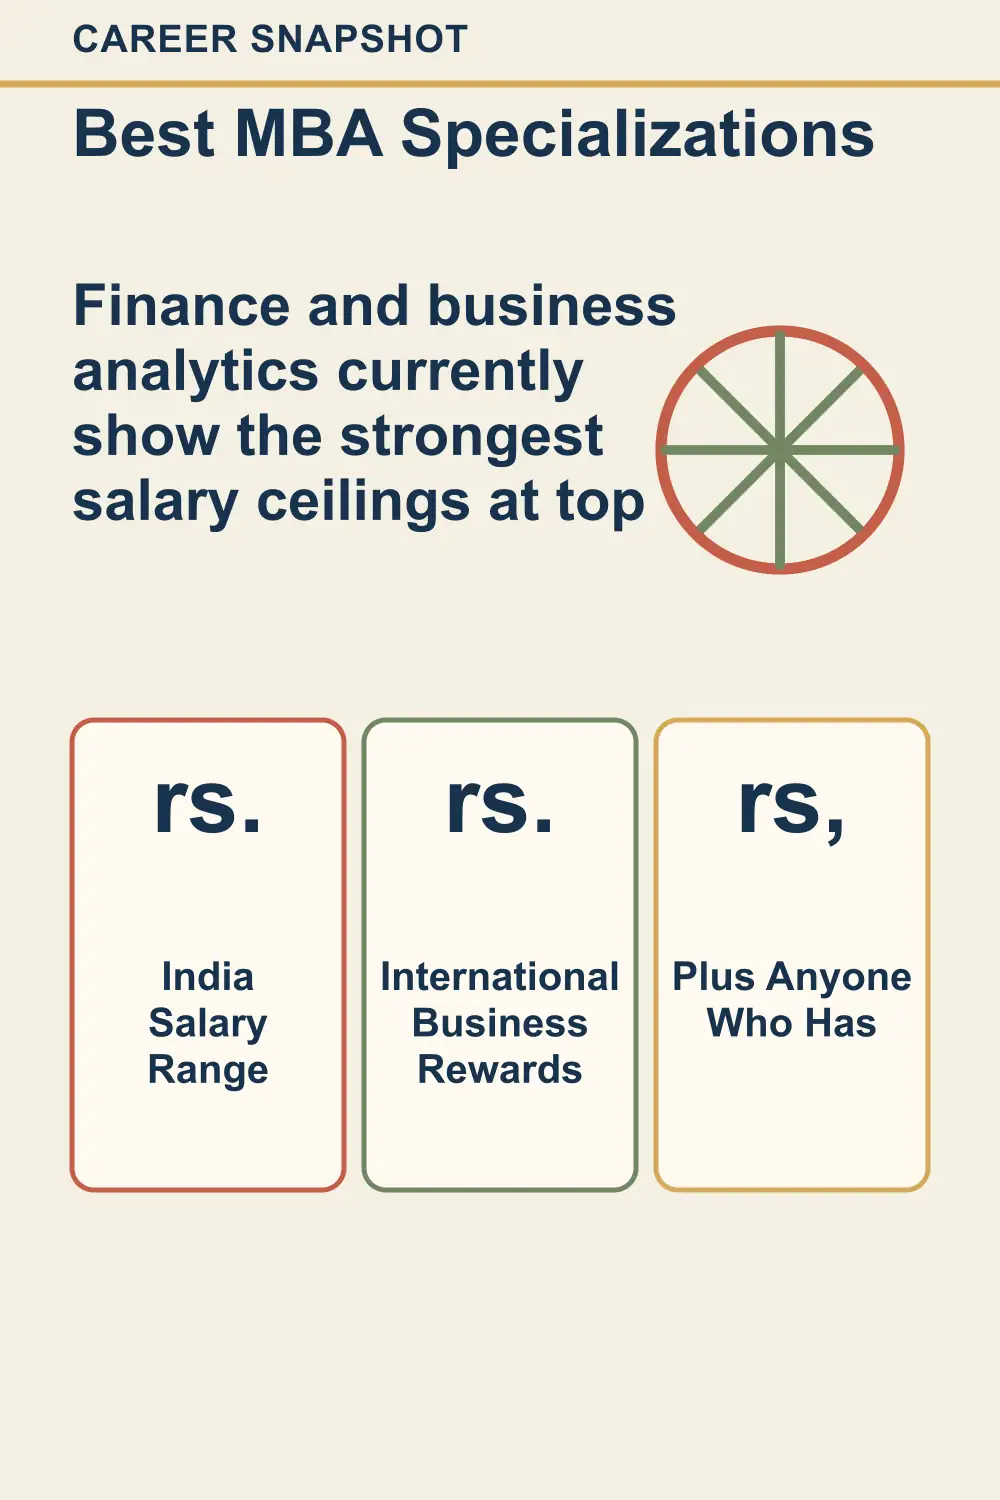 CAREER SNAPSHOT
Best MBA Specializations
Finance and business
analytics currently
show the strongest
salary ceilings at top
rs.
India
Salary
Range
rs.
International
Business
Rewards
rs,
Plus Anyone
Who Has